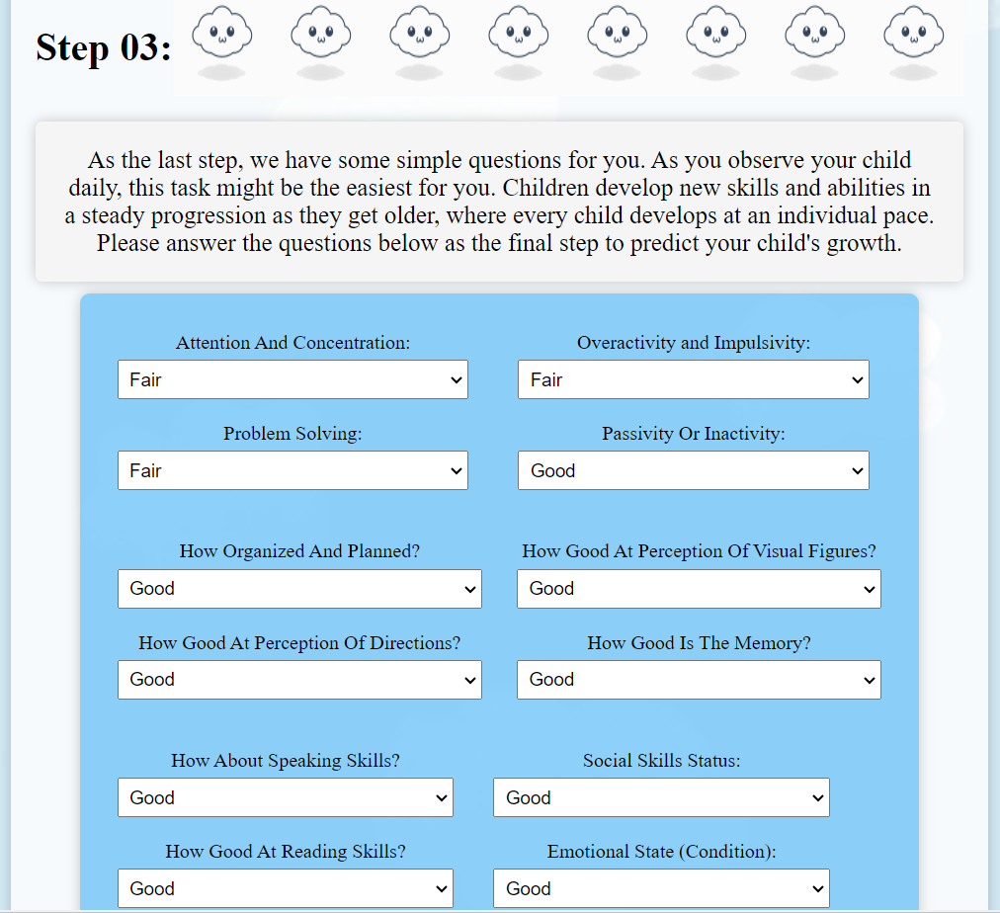 Step 03:
As the last step, we have some simple questions for you. As you observe your child
daily, this task might be the easiest for you. Children develop new skills and abilities in
a steady progression as they get older, where every child develops at an individual pace.
Please answer the questions below as the final step to predict your child's growth.
Attention And Concentration:
Overactivity and Impulsivity:
Fair
Fair
Problem Solving:
Passivity Or Inactivity:
Fair
Good
How Organized And Planned?
How Good At Perception Of Visual Figures?
Good
Good
How Good At Perception Of Directions?
How Good Is The Memory?
Good
Good
How About Speaking Skills?
Social Skills Status:
Good
Good
How Good At Reading Skills?
Emotional State (Condition):
Good
Good